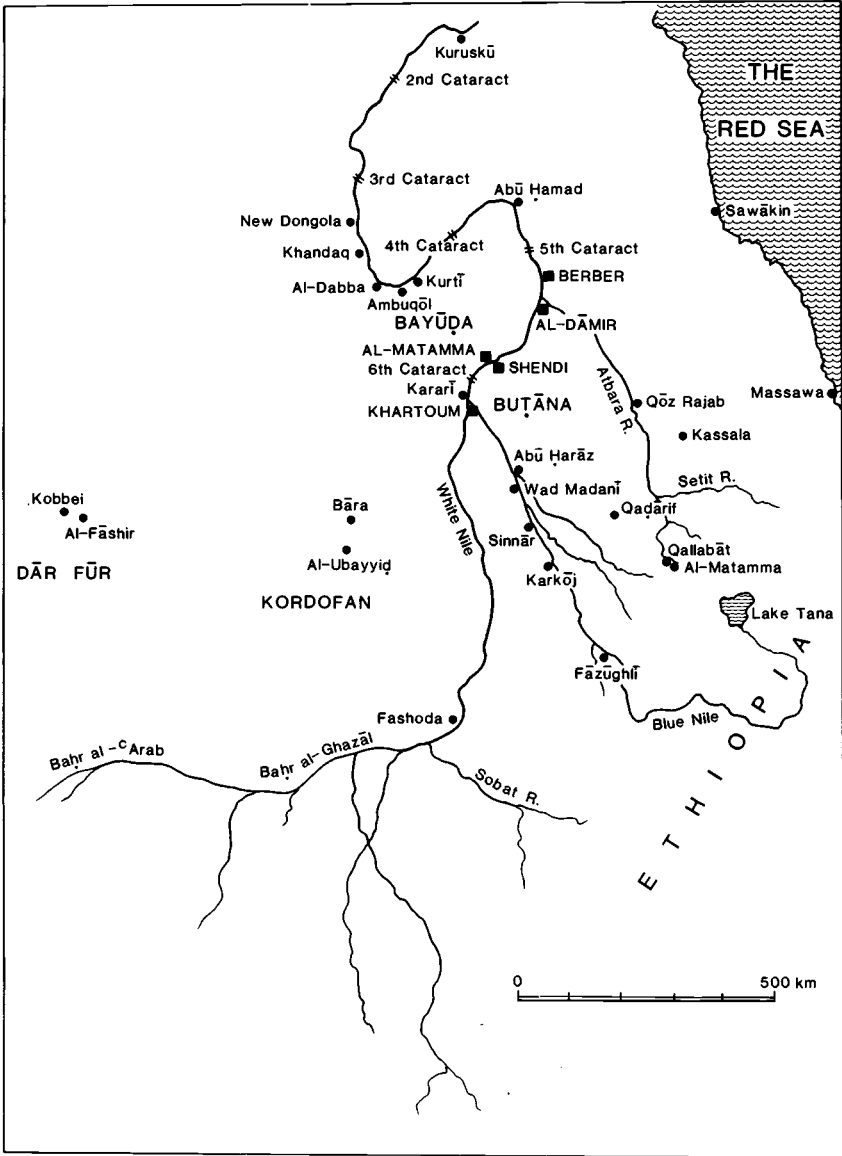 Kuruskū
2nd Cataract
THE
RED SEA
3rd Cataract
Abū Ḥamad
Sawākin
New Dongola
4th Cataract
5th Cataract
Khandaq
BERBER
Al-Dabba
Kurtī
Ambuqōl
BAYŪḌA
AL-DĀMIR
AL-MATAMMA
SHENDI
6th Cataract
Kararī
Atbara R.
Massawa
Qōz Rajab
KHARTOUM
BUṬĀNA
Kassala
Abū Ḥarāz
Setit R.
White Nile
Wad Madanī
Kobbei
Bāra
Qaḍarif
Al-Fāshir
Sinnār
Al-Ubayyiḍ
Qallabāt
Al-Matamma
DĀR FŪR
Karkōj
KORDOFAN
Lake Tana
Fāzūghlī
Fashoda
Blue Nile
ETHIOPIA
Baḥr al-ᶜArab
Baḥr al-Ghazāl
Sobat R.
0 500 km